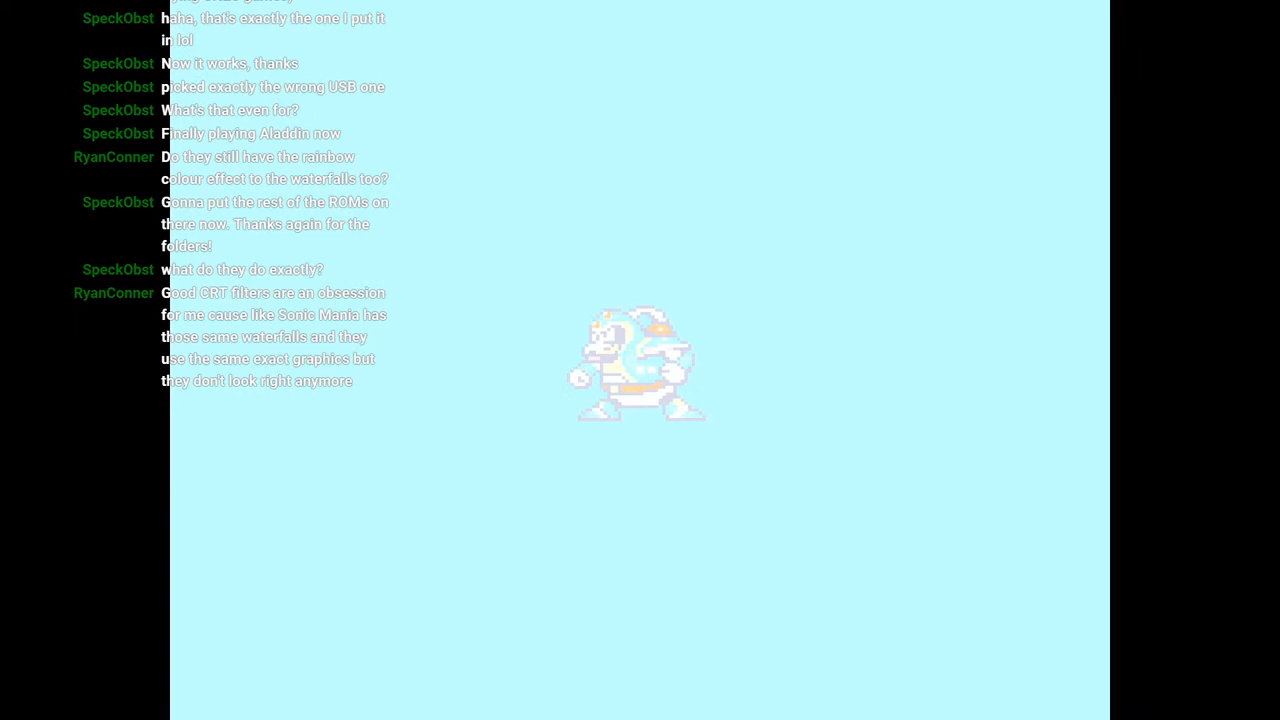 SpeckObst haha, that's exactly the one I put it
in lol
SpeckObst Now it works, thanks
SpeckObst picked exactly the wrong USB one
SpeckObst What's that even for?
SpeckObst Finally playing Aladdin now
RyanConner Do they still have the rainbow
colour effect to the waterfalls too?
SpeckObst Gonna put the rest of the ROMs on
there now. Thanks again for the
folders!
SpeckObst what do they do exactly?
RyanConner Good CRT filters are an obsession
for me cause like Sonic Mania has
those same waterfalls and they
use the same exact graphics but
they don't look right anymore